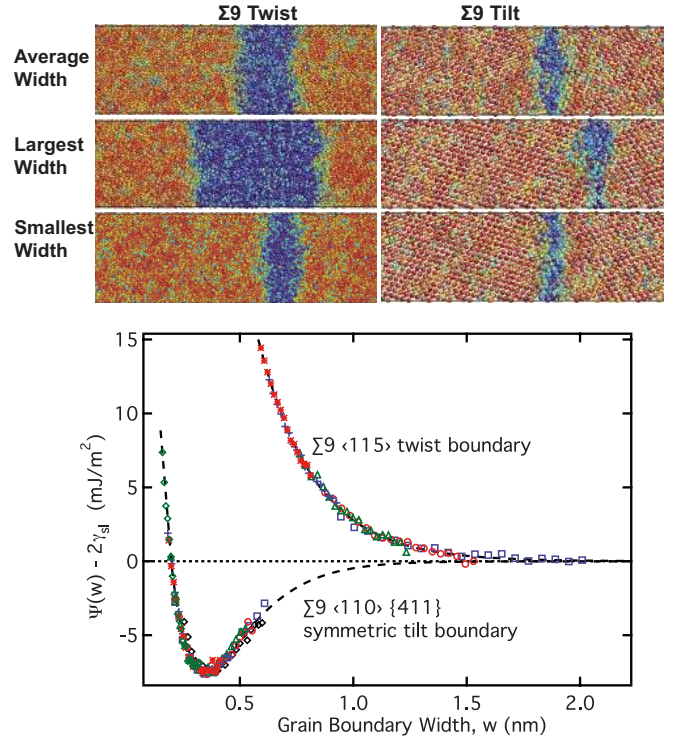 Σ9 Twist Σ9 Tilt
Average
Width
Largest
Width
Smallest
Width
15
10
5
0
-5
Ψ(w) - 2γsl (mJ/m²)
Σ9 ‹115› twist boundary
Σ9 ‹110› {411}
symmetric tilt boundary
0.5 1.0 1.5 2.0
Grain Boundary Width, w (nm)